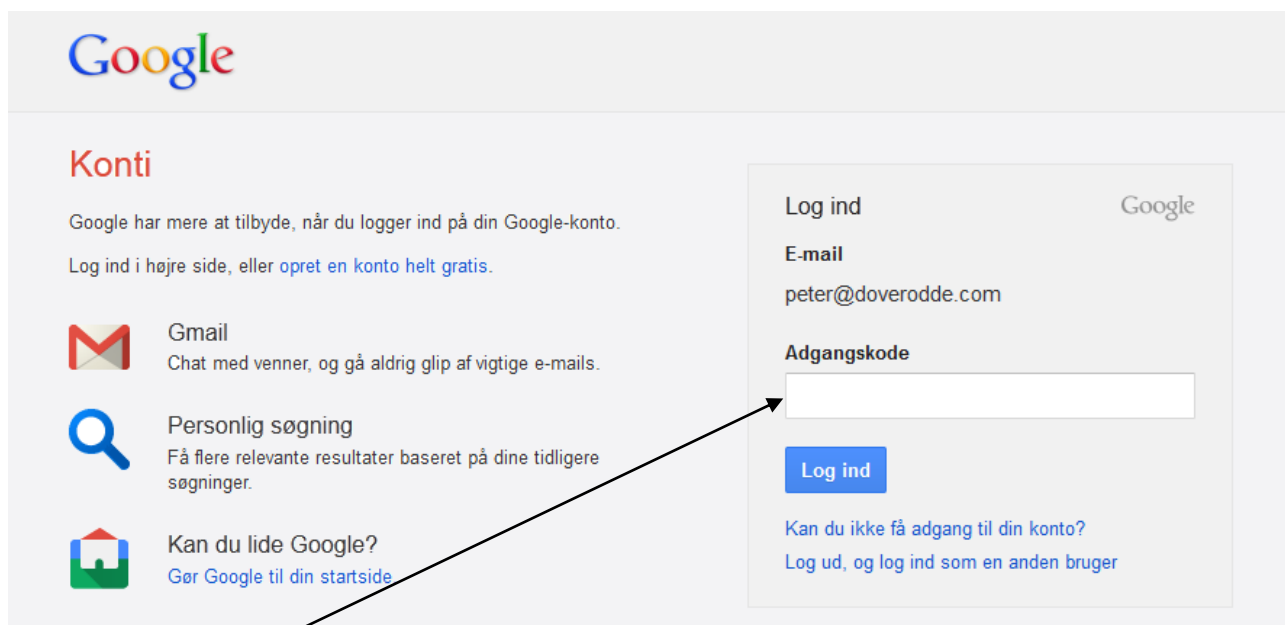 Google
Konti
Google har mere at tilbyde, når du logger ind på din Google-konto.
Log ind i højre side, eller opret en konto helt gratis.
Gmail
Chat med venner, og gå aldrig glip af vigtige e-mails.
Personlig søgning
Få flere relevante resultater baseret på dine tidligere
søgninger.
Kan du lide Google?
Gør Google til din startside.
Log ind Google
E-mail
peter@doverodde.com
Adgangskode
Log ind
Kan du ikke få adgang til din konto?
Log ud, og log ind som en anden bruger